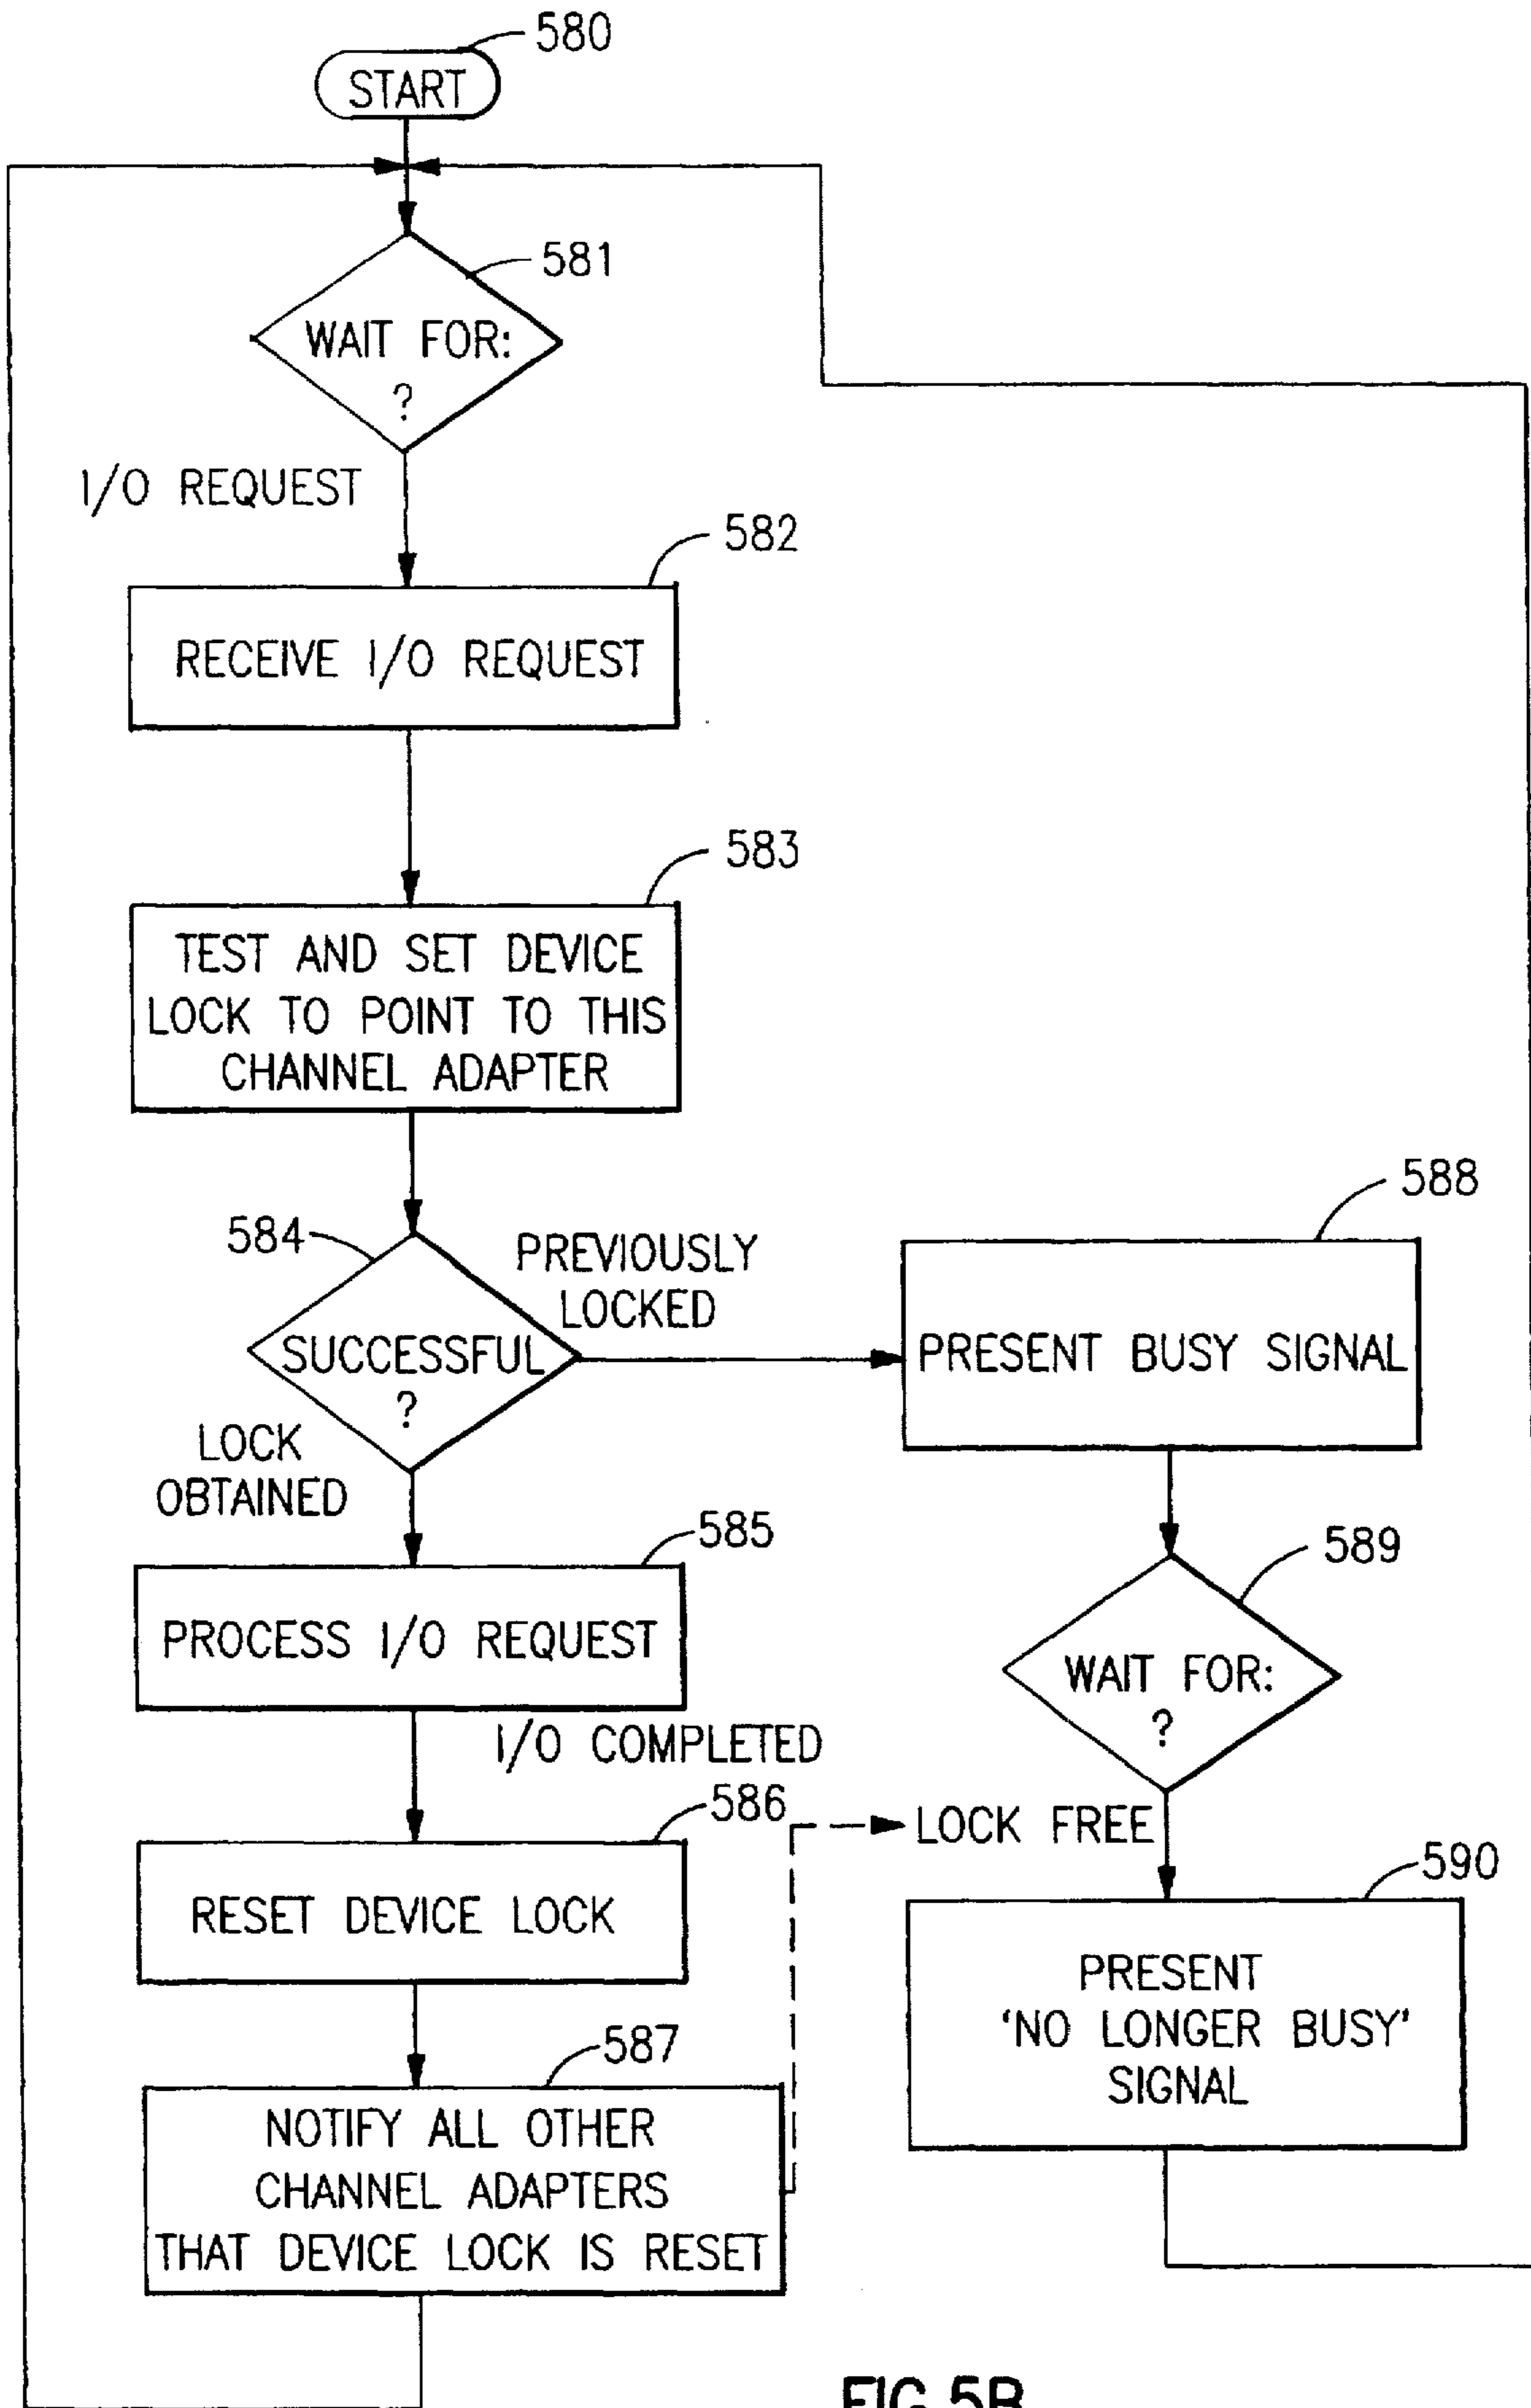 580
START
581
WAIT FOR:
?
I/O REQUEST
582
RECEIVE I/O REQUEST
583
TEST AND SET DEVICE
LOCK TO POINT TO THIS
CHANNEL ADAPTER
584
SUCCESSFUL
?
PREVIOUSLY
LOCKED
LOCK
OBTAINED
588
PRESENT BUSY SIGNAL
585
PROCESS I/O REQUEST
I/O COMPLETED
589
WAIT FOR:
?
LOCK FREE
586
RESET DEVICE LOCK
590
PRESENT
‘NO LONGER BUSY’
SIGNAL
587
NOTIFY ALL OTHER
CHANNEL ADAPTERS
THAT DEVICE LOCK IS RESET
FIG.5B